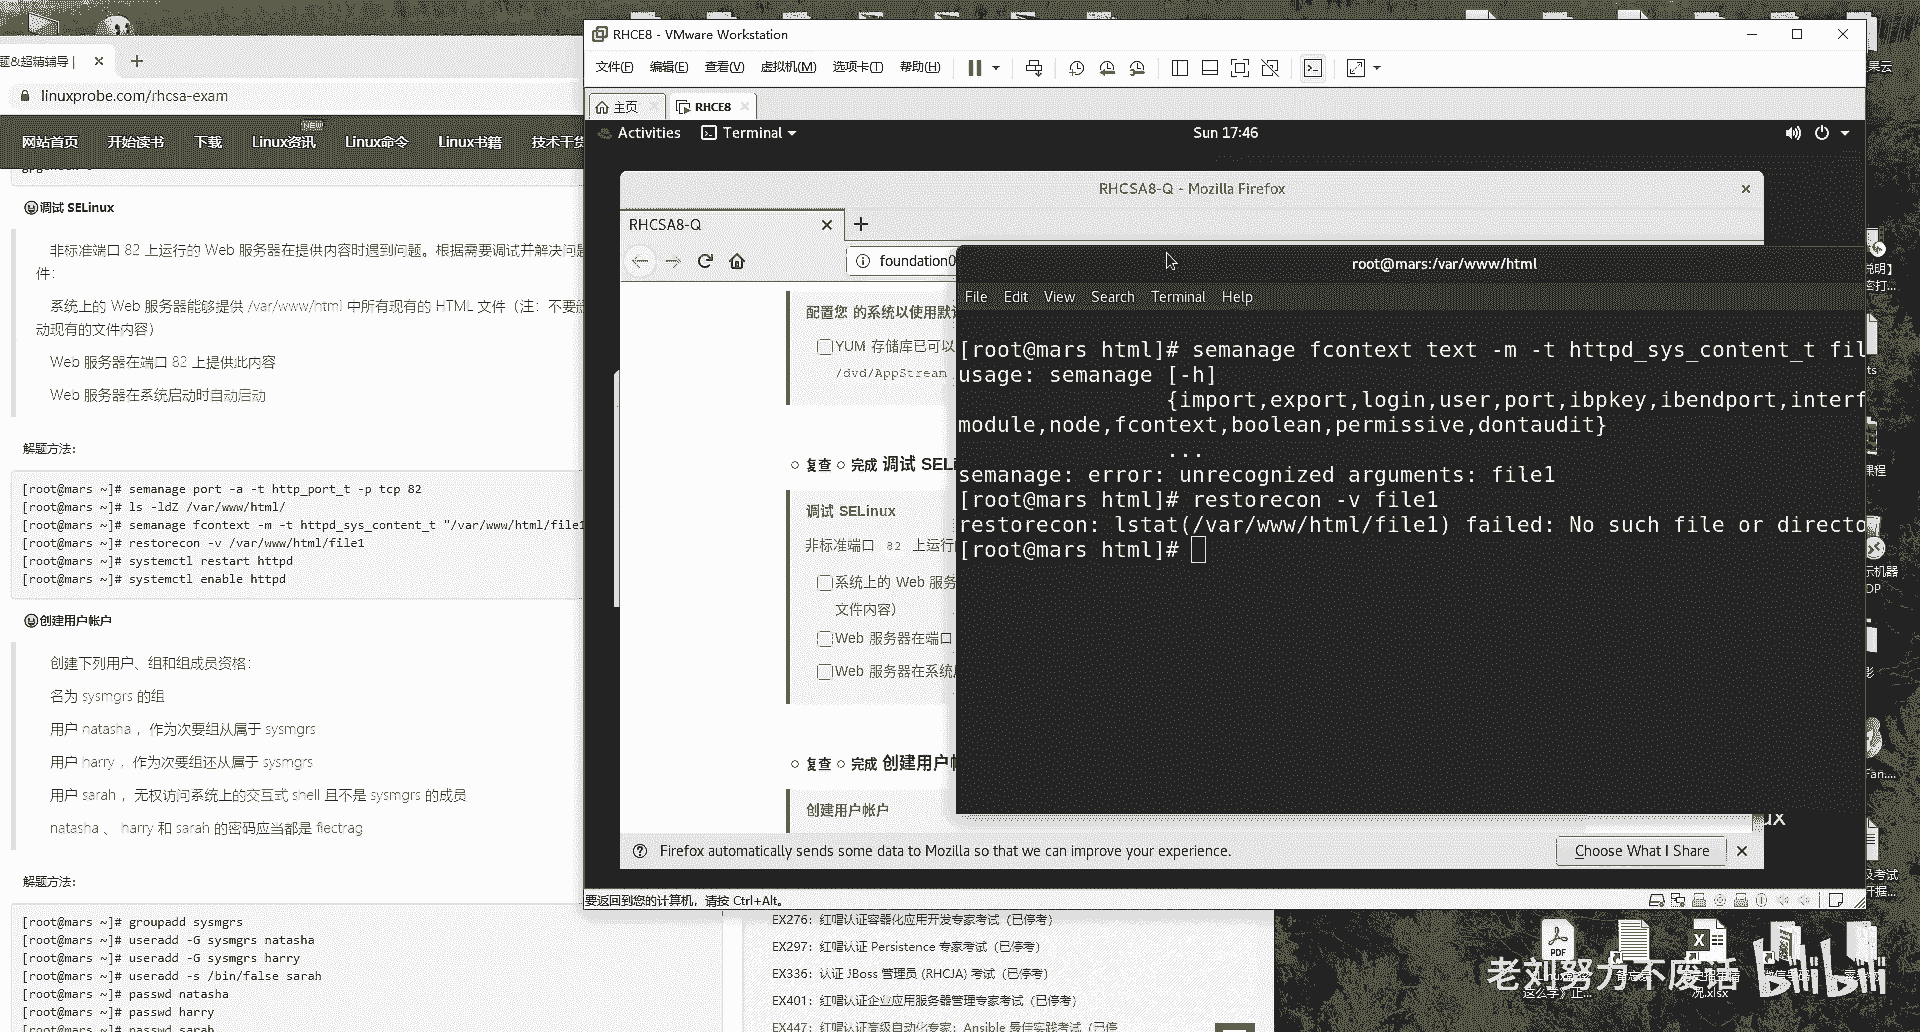 RHCE8 - VMware Workstation
文件(F) 编辑(E) 查看(V) 虚拟机(M) 选项卡(T) 帮助(H)
linuxprobe.com/rhcsa-exam
主页 RHCE8
网站首页 开始读书 下载 Linux资讯 NEW Linux命令 Linux书籍 技术干货
Activities Terminal Sun 17:46
调试 SELinux
非标准端口 82 上运行的 Web 服务器在提供内容时遇到问题。根据需要调试并解决问题
件：
系统上的 Web 服务器能够提供 /var/www/html 中所有现有的 HTML 文件（注：不要
动现有的文件内容）
Web 服务器在端口 82 上提供此内容
Web 服务器在系统启动时自动启动
解题方法：
[root@mars ~]# semanage port -a -t http_port_t -p tcp 82
[root@mars ~]# ls -ldZ /var/www/html/
[root@mars ~]# semanage fcontext -m -t httpd_sys_content_t "/var/www/html/file1
[root@mars ~]# restorecon -v /var/www/html/file1
[root@mars ~]# systemctl restart httpd
[root@mars ~]# systemctl enable httpd
创建用户帐户
创建下列用户、组和组成员资格：
名为 sysmgrs 的组
用户 natasha ，作为次要组从属于 sysmgrs
用户 harry ，作为次要组还从属于 sysmgrs
用户 sarah ，无权访问系统上的交互式 shell 且不是 sysmgrs 的成员
natasha 、 harry 和 sarah 的密码应当都是 flectrag
解题方法：
[root@mars ~]# groupadd sysmgrs
[root@mars ~]# useradd -G sysmgrs natasha
[root@mars ~]# useradd -G sysmgrs harry
[root@mars ~]# useradd -s /bin/false sarah
[root@mars ~]# passwd natasha
[root@mars ~]# passwd harry
[root@mars ~]# passwd sarah
RHCSA8-Q - Mozilla Firefox
RHCSA8-Q
foundation0
配置您 的系统以使用默认
YUM 存储库已可以
/dvd/AppStream
复查 完成 调试 SELi
调试 SELinux
非标准端口 82 上运行
系统上的 Web 服务
文件内容）
Web 服务器在端口
Web 服务器在系统
复查 完成 创建用户帐
创建用户帐户
root@mars:/var/www/html
File Edit View Search Terminal Help
[root@mars html]# semanage fcontext text -m -t httpd_sys_content_t fil
usage: semanage [-h]
{import,export,login,user,port,ibpkey,ibendport,interf
module,node,fcontext,boolean,permissive,dontaudit}
...
semanage: error: unrecognized arguments: file1
[root@mars html]# restorecon -v file1
restorecon: lstat(/var/www/html/file1) failed: No such file or directo
[root@mars html]#
Firefox automatically sends some data to Mozilla so that we can improve your experience.
Choose What I Share
要返回到您的计算机，请按 Ctrl+Alt。
EX276：红帽认证容器化应用开发专家考试（已停考）
EX297：红帽认证 Persistence 专家考试（已停考）
EX336：认证 JBoss 管理员 (RHCJA) 考试（已停考）
EX401：红帽认证企业应用服务器管理专家考试（已停考）
EX447：红帽认证高级自动化专家：Ansible 最佳实践考试（已停
PDF
老刘努力不废话
bilibili